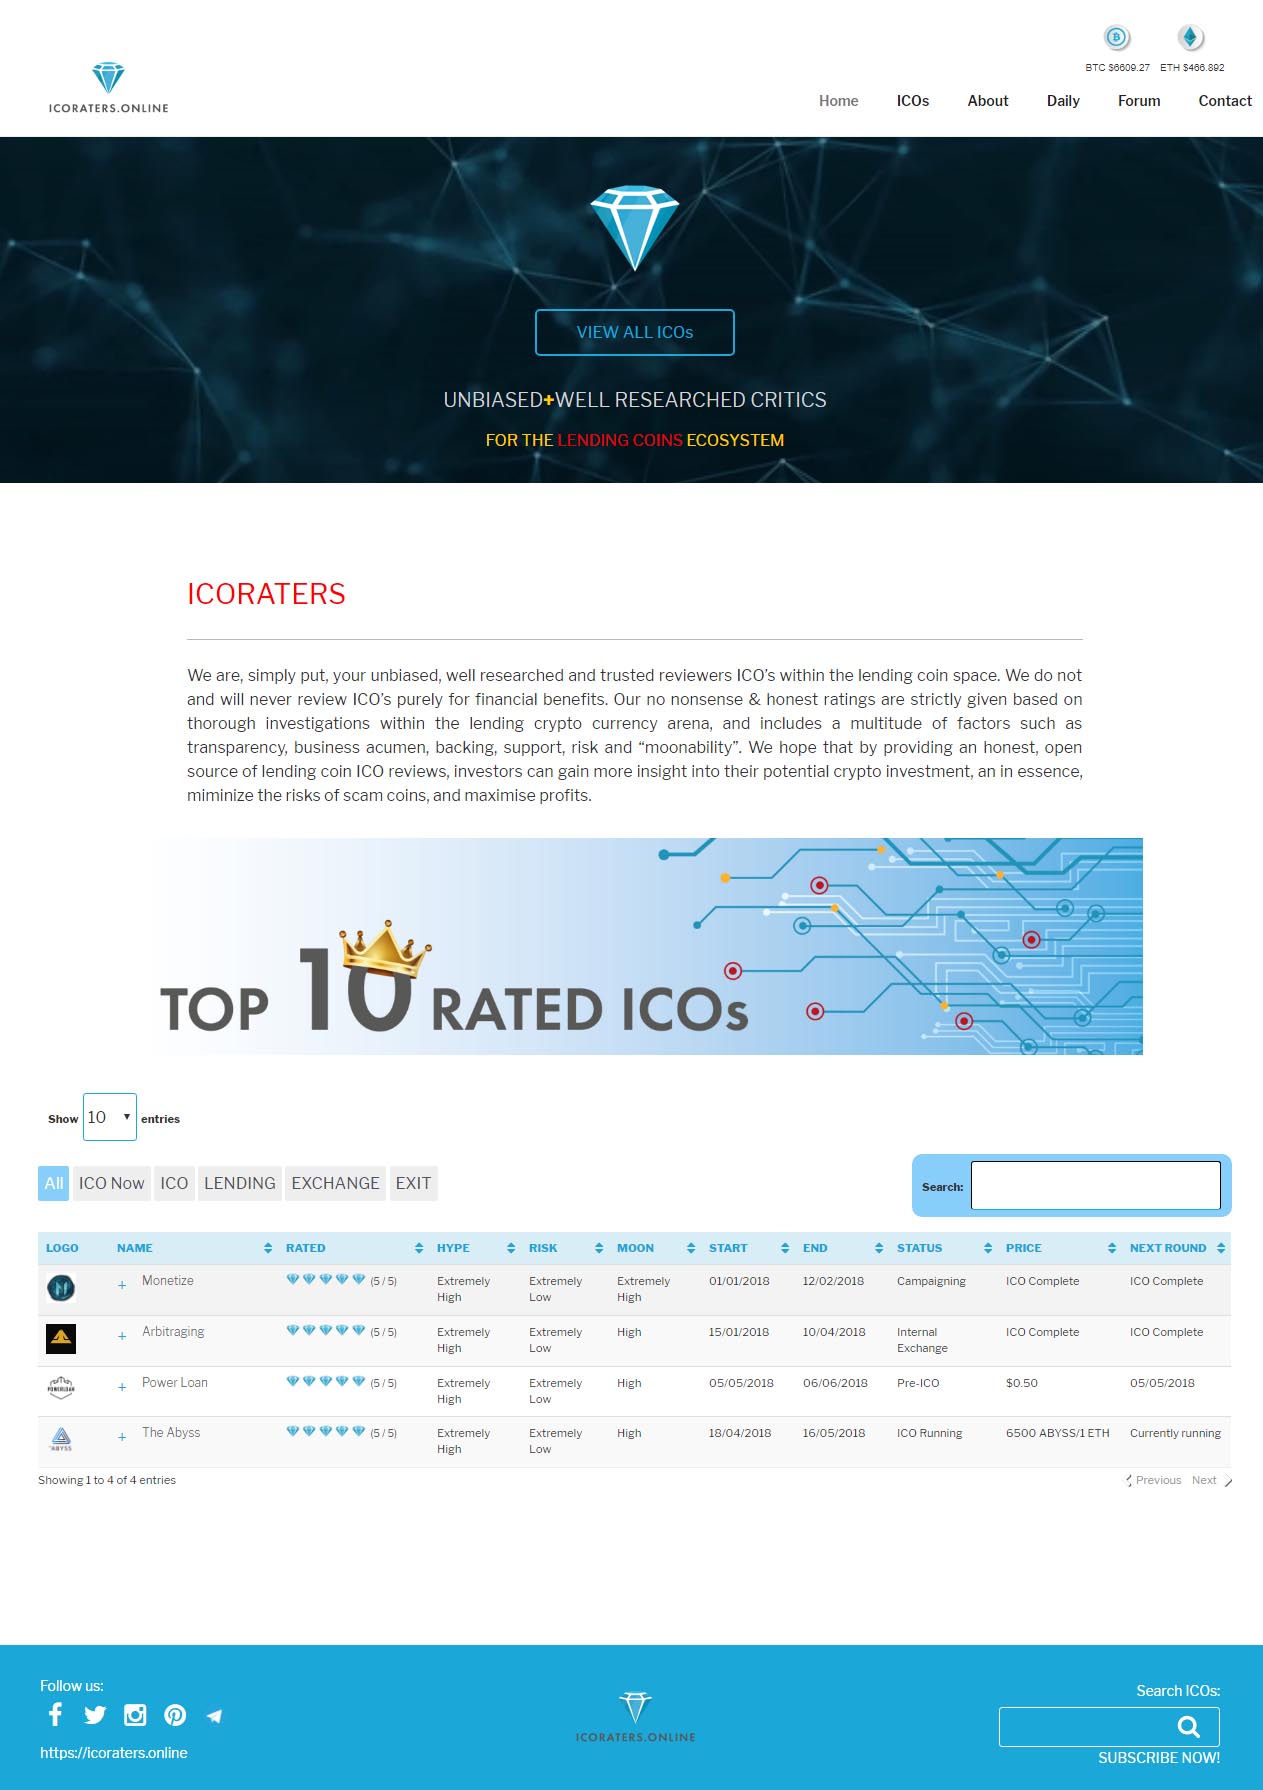 BTC $6609.27 ETH $466.892
ICORATERS.ONLINE
Home ICOs About Daily Forum Contact
VIEW ALL ICOs
UNBIASED+WELL RESEARCHED CRITICS
FOR THE LENDING COINS ECOSYSTEM
ICORATERS
We are, simply put, your unbiased, well researched and trusted reviewers ICO’s within the lending coin space. We do not
and will never review ICO’s purely for financial benefits. Our no nonsense & honest ratings are strictly given based on
thorough investigations within the lending crypto currency arena, and includes a multitude of factors such as
transparency, business acumen, backing, support, risk and “moonability”. We hope that by providing an honest, open
source of lending coin ICO reviews, investors can gain more insight into their potential crypto investment, an in essence,
miminize the risks of scam coins, and maximise profits.
TOP 10 RATED ICOs
Show 10 entries
All ICO Now ICO LENDING EXCHANGE EXIT
Search:
LOGO NAME RATED HYPE RISK MOON START END STATUS PRICE NEXT ROUND
+ Monetize (5 / 5) Extremely High Extremely Low Extremely High 01/01/2018 12/02/2018 Campaigning ICO Complete ICO Complete
+ Arbitraging (5 / 5) Extremely High Extremely Low High 15/01/2018 10/04/2018 Internal Exchange ICO Complete ICO Complete
POWERLOAN + Power Loan (5 / 5) Extremely High Extremely Low High 05/05/2018 06/06/2018 Pre-ICO $0.50 05/05/2018
ABYSS + The Abyss (5 / 5) Extremely High Extremely Low High 18/04/2018 16/05/2018 ICO Running 6500 ABYSS/1 ETH Currently running
Showing 1 to 4 of 4 entries
Previous Next
Follow us:
https://icoraters.online
ICORATERS.ONLINE
Search ICOs:
SUBSCRIBE NOW!